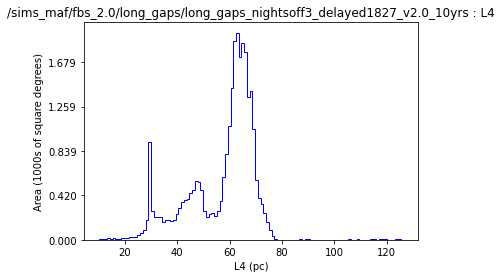 /sims_maf/fbs_2.0/long_gaps/long_gaps_nightsoff3_delayed1827_v2.0_10yrs : L4
Area (1000s of square degrees)
1.679
1.259
0.839
0.420
0.000
20 40 60 80 100 120
L4 (pc)